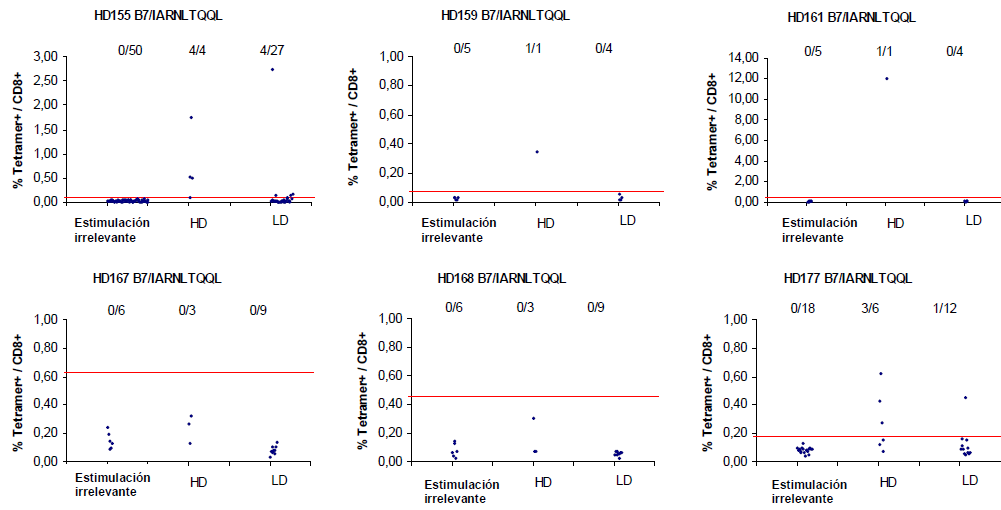 HD155 B7/IARNLTQQL
0/50 4/4 4/27
% Tetramer+ / CD8+
3,00
2,50
2,00
1,50
1,00
0,50
0,00
Estimulación irrelevante
HD
LD
HD159 B7/IARNLTQQL
0/5 1/1 0/4
% Tetramer+ / CD8+
1,00
0,80
0,60
0,40
0,20
0,00
Estimulación irrelevante
HD
LD
HD161 B7/IARNLTQQL
0/5 1/1 0/4
% Tetramer+ / CD8+
14,00
12,00
10,00
8,00
6,00
4,00
2,00
0,00
Estimulación irrelevante
HD
LD
HD167 B7/IARNLTQQL
0/6 0/3 0/9
% Tetramer+ / CD8+
1,00
0,80
0,60
0,40
0,20
0,00
Estimulación irrelevante
HD
LD
HD168 B7/IARNLTQQL
0/6 0/3 0/9
% Tetramer+ / CD8+
1,00
0,80
0,60
0,40
0,20
0,00
Estimulación irrelevante
HD
LD
HD177 B7/IARNLTQQL
0/18 3/6 1/12
% Tetramer+ / CD8+
1,00
0,80
0,60
0,40
0,20
0,00
Estimulación irrelevante
HD
LD